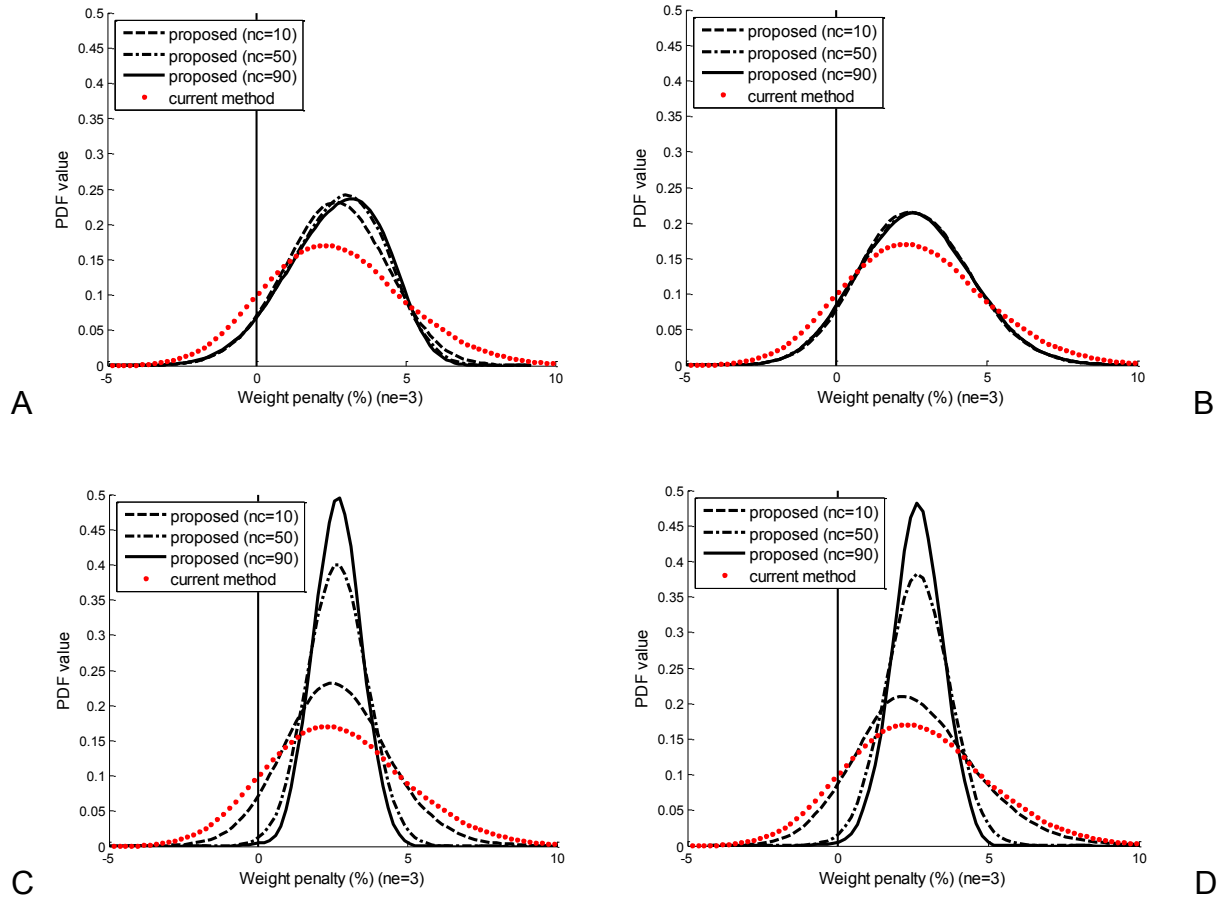 0.5
0.45
0.4
0.35
0.3
0.25
0.2
0.15
0.1
0.05
0
PDF value
proposed (nc=10)
proposed (nc=50)
proposed (nc=90)
current method
-5 0 5 10
Weight penalty (%) (ne=3)
A
0.5
0.45
0.4
0.35
0.3
0.25
0.2
0.15
0.1
0.05
0
PDF value
proposed (nc=10)
proposed (nc=50)
proposed (nc=90)
current method
-5 0 5 10
Weight penalty (%) (ne=3)
B
0.5
0.45
0.4
0.35
0.3
0.25
0.2
0.15
0.1
0.05
0
PDF value
proposed (nc=10)
proposed (nc=50)
proposed (nc=90)
current method
-5 0 5 10
Weight penalty (%) (ne=3)
C
0.5
0.45
0.4
0.35
0.3
0.25
0.2
0.15
0.1
0.05
0
PDF value
proposed (nc=10)
proposed (nc=50)
proposed (nc=90)
current method
-5 0 5 10
Weight penalty (%) (ne=3)
D